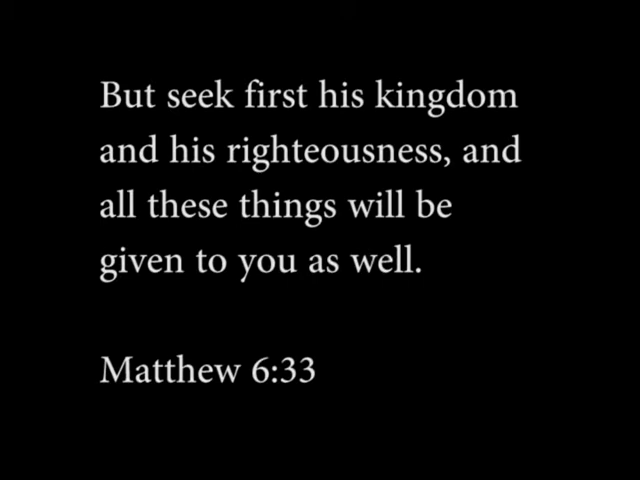 But seek first his kingdom
and his righteousness, and
all these things will be
given to you as well.
Matthew 6:33